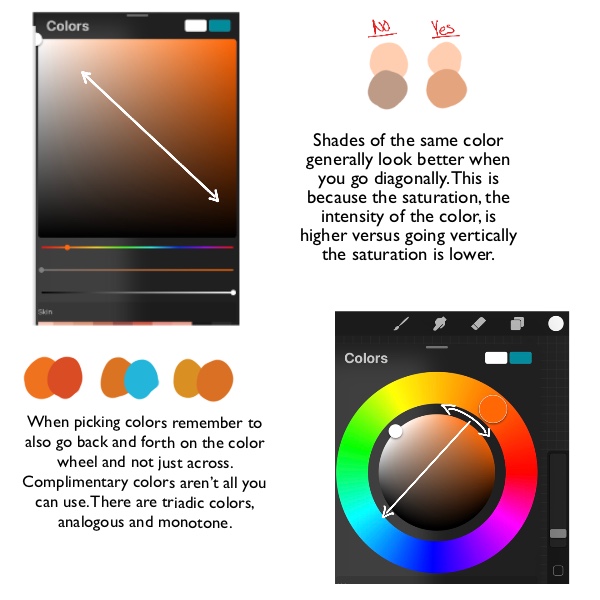 Colors
No Yes
Shades of the same color
generally look better when
you go diagonally. This is
because the saturation, the
intensity of the color, is
higher versus going vertically
the saturation is lower.
Skin
Colors
When picking colors remember to
also go back and forth on the color
wheel and not just across.
Complimentary colors aren't all you
can use. There are triadic colors,
analogous and monotone.